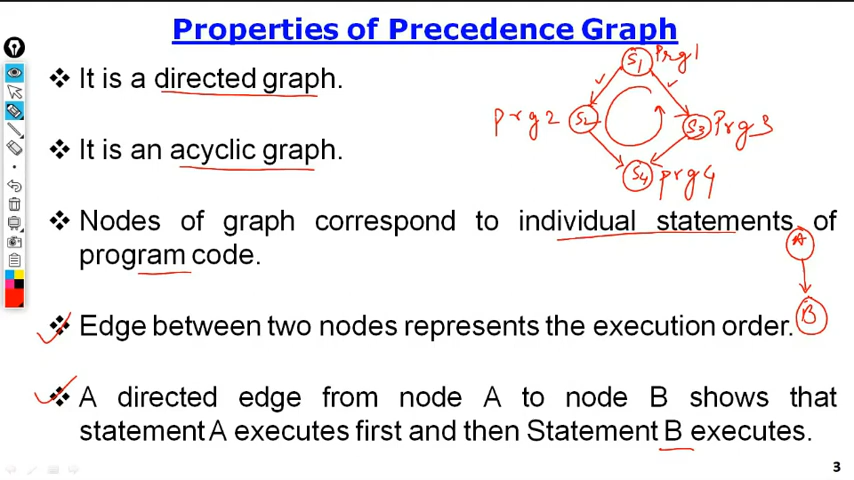 Properties of Precedence Graph
❖ It is a directed graph.
❖ It is an acyclic graph.
❖ Nodes of graph correspond to individual statements of
program code.
❖ Edge between two nodes represents the execution order.
❖ A directed edge from node A to node B shows that
statement A executes first and then Statement B executes.
S1 Prg1
prg2 S2
S3 Prg3
S4 prg4
A
B
3